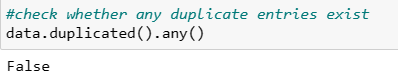 #check whether any duplicate entries exist
data.duplicated().any()
False